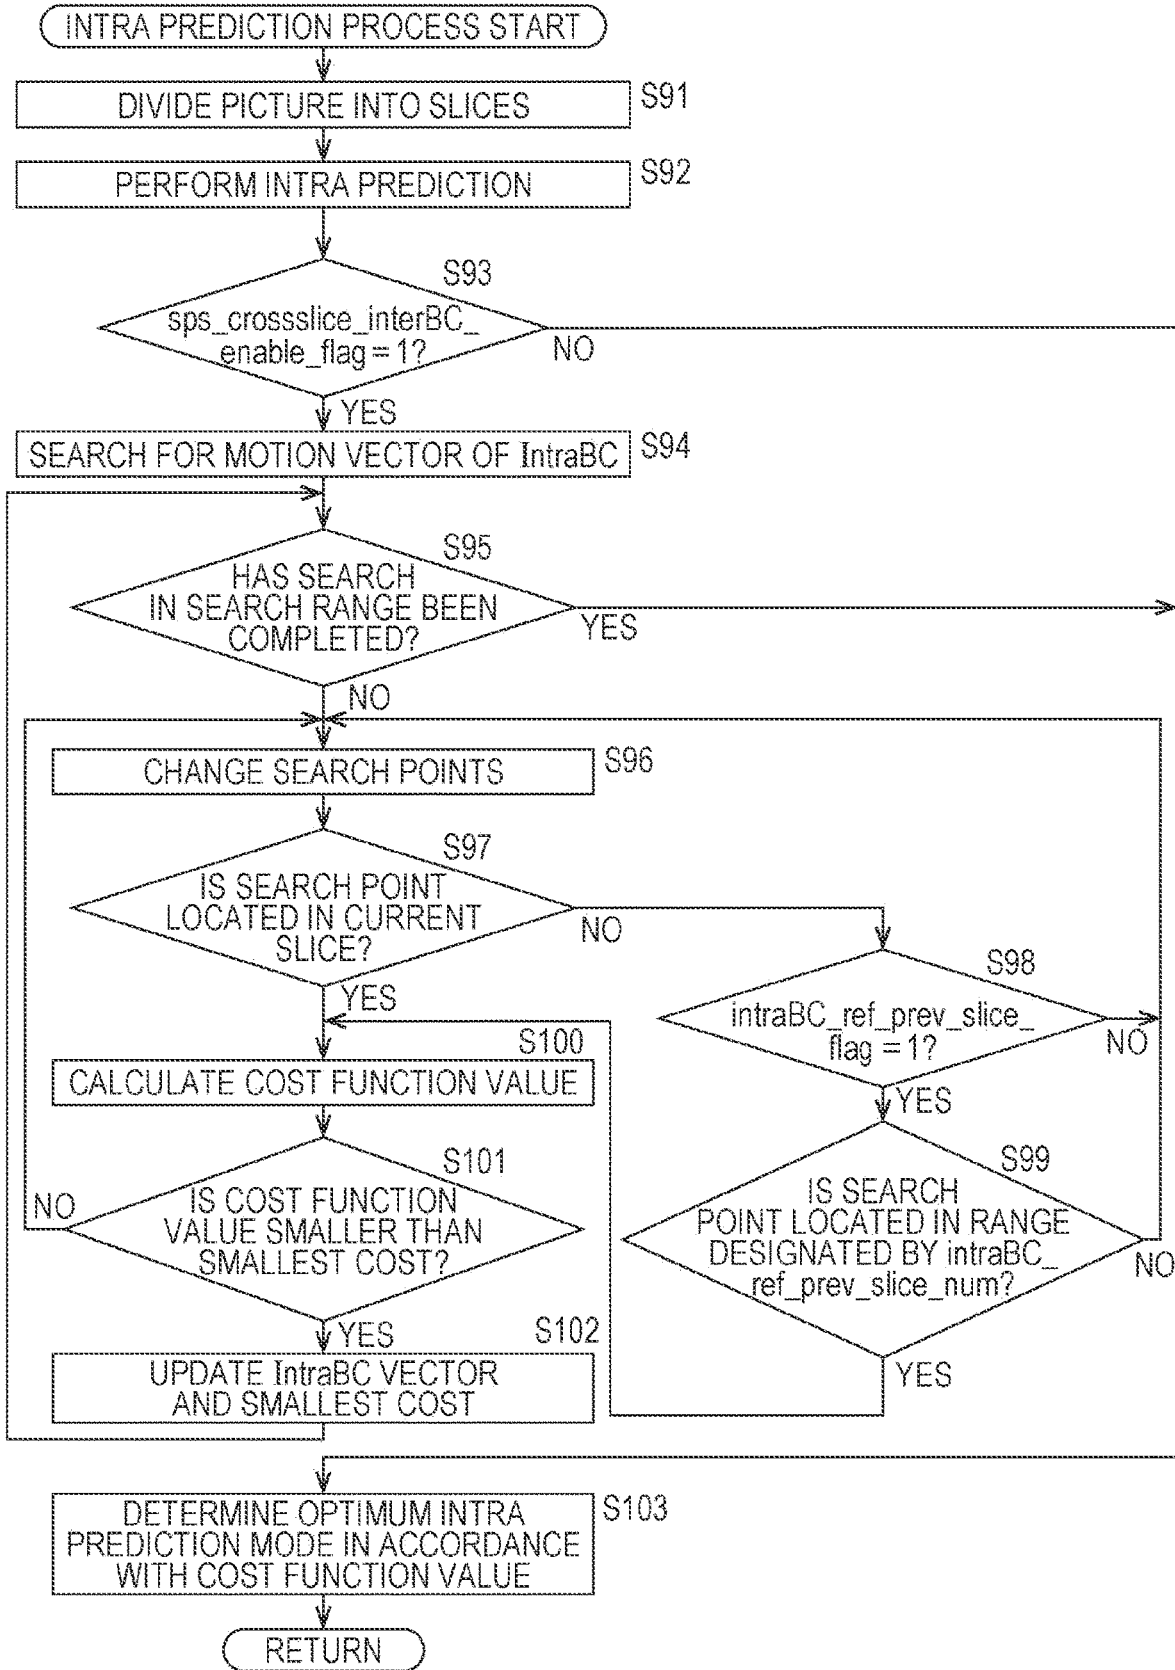 INTRA PREDICTION PROCESS START
DIVIDE PICTURE INTO SLICES
S91
PERFORM INTRA PREDICTION
S92
S93
sps_crossslice_interBC_
enable_flag = 1?
NO
YES
SEARCH FOR MOTION VECTOR OF IntraBC
S94
S95
HAS SEARCH
IN SEARCH RANGE BEEN
COMPLETED?
YES
NO
CHANGE SEARCH POINTS
S96
S97
IS SEARCH POINT
LOCATED IN CURRENT
SLICE?
NO
YES
S98
intraBC_ref_prev_slice_
flag = 1?
NO
YES
S100
CALCULATE COST FUNCTION VALUE
S99
IS SEARCH
POINT LOCATED IN RANGE
DESIGNATED BY intraBC_
ref_prev_slice_num?
NO
YES
S101
IS COST FUNCTION
VALUE SMALLER THAN
SMALLEST COST?
NO
YES
S102
UPDATE IntraBC VECTOR
AND SMALLEST COST
DETERMINE OPTIMUM INTRA
PREDICTION MODE IN ACCORDANCE
WITH COST FUNCTION VALUE
S103
RETURN